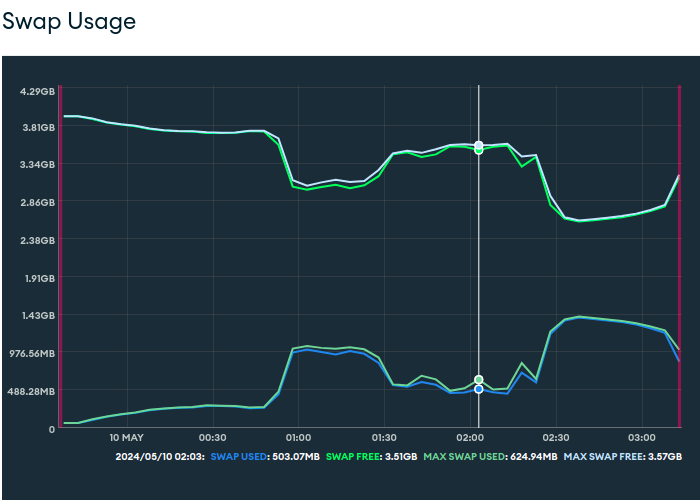 Swap Usage
4.29GB
3.81GB
3.34GB
2.86GB
2.38GB
1.91GB
1.43GB
976.56MB
488.28MB
0
10 MAY 00:30 01:00 01:30 02:00 02:30 03:00
2024/05/10 02:03: SWAP USED: 503.07MB SWAP FREE: 3.51GB MAX SWAP USED: 624.94MB MAX SWAP FREE: 3.57GB